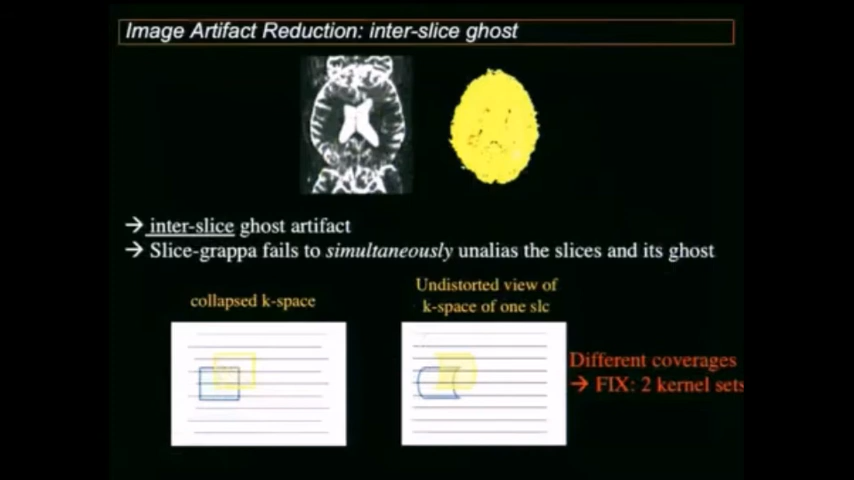 Image Artifact Reduction: inter-slice ghost
→ inter-slice ghost artifact
→ Slice-grappa fails to simultaneously unalias the slices and its ghost
collapsed k-space
Undistorted view of
k-space of one slc
Different coverages
→ FIX: 2 kernel sets